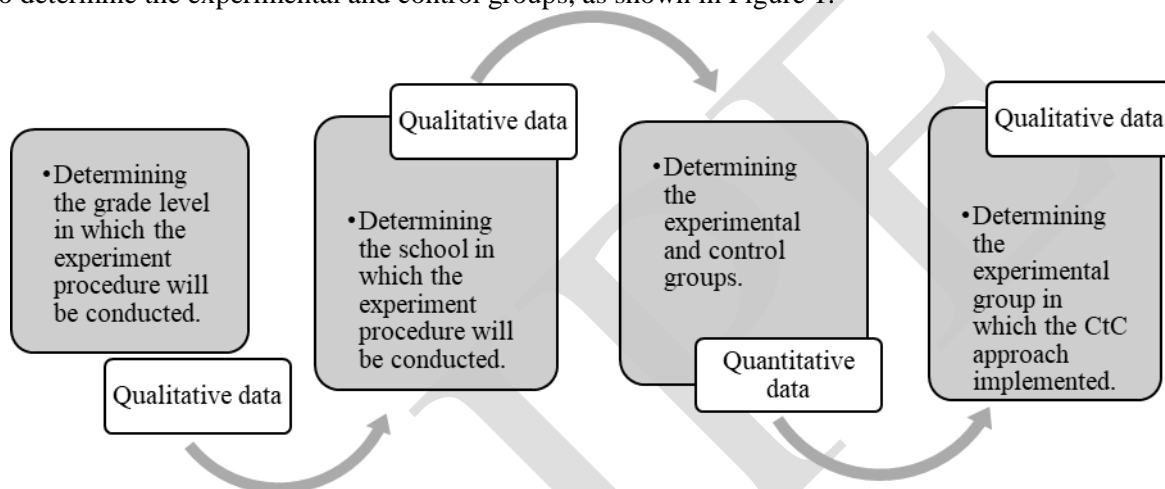 o determine the experimental and control groups, as shown in Figure 1.
•Determining
the grade level
in which the
experiment
procedure will
be conducted.
Qualitative data
Qualitative data
•Determining
the school in
which the
experiment
procedure will
be conducted.
•Determining
the
experimental
and control
groups.
Quantitative
data
Qualitative data
•Determining
the
experimental
group in
which the CtC
approach
implemented.